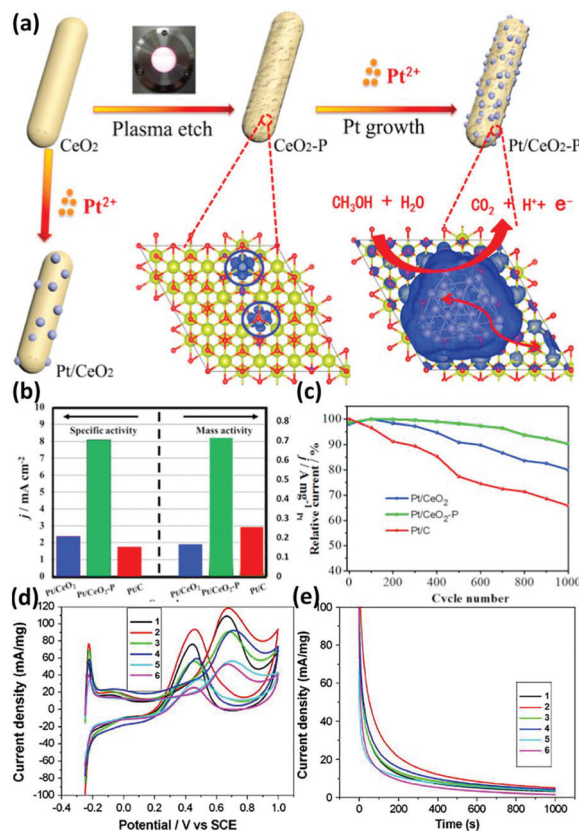 (a)
CeO2
Plasma etch
CeO2-P
Pt2+
Pt growth
Pt/CeO2-P
Pt2+
Pt/CeO2
CH3OH + H2O
CO2 + H+ + e-
(b)
10
9
8
7
6
5
4
3
2
1
0
j / mA cm-2
Specific activity
Mass activity
0.8
0.7
0.6
0.5
0.4
0.3
0.2
0.1
0.0
j / A mg-1 Pt
Pt/CeO2
Pt/CeO2-P
Pt/C
Pt/CeO2
Pt/CeO2-P
Pt/C
(c)
100
90
80
70
60
50
40
Relative current / %
Pt/CeO2
Pt/CeO2-P
Pt/C
0 200 400 600 800 1000
Cycle number
(d)
120
100
80
60
40
20
0
20
40
60
80
100
Current density (mA/mg)
1
2
3
4
5
6
-0.4 -0.2 0.0 0.2 0.4 0.6 0.8 1.0
Potential / V vs SCE
(e)
100
80
60
40
20
0
Current density (mA/mg)
1
2
3
4
5
6
0 200 400 600 800 1000
Time (s)